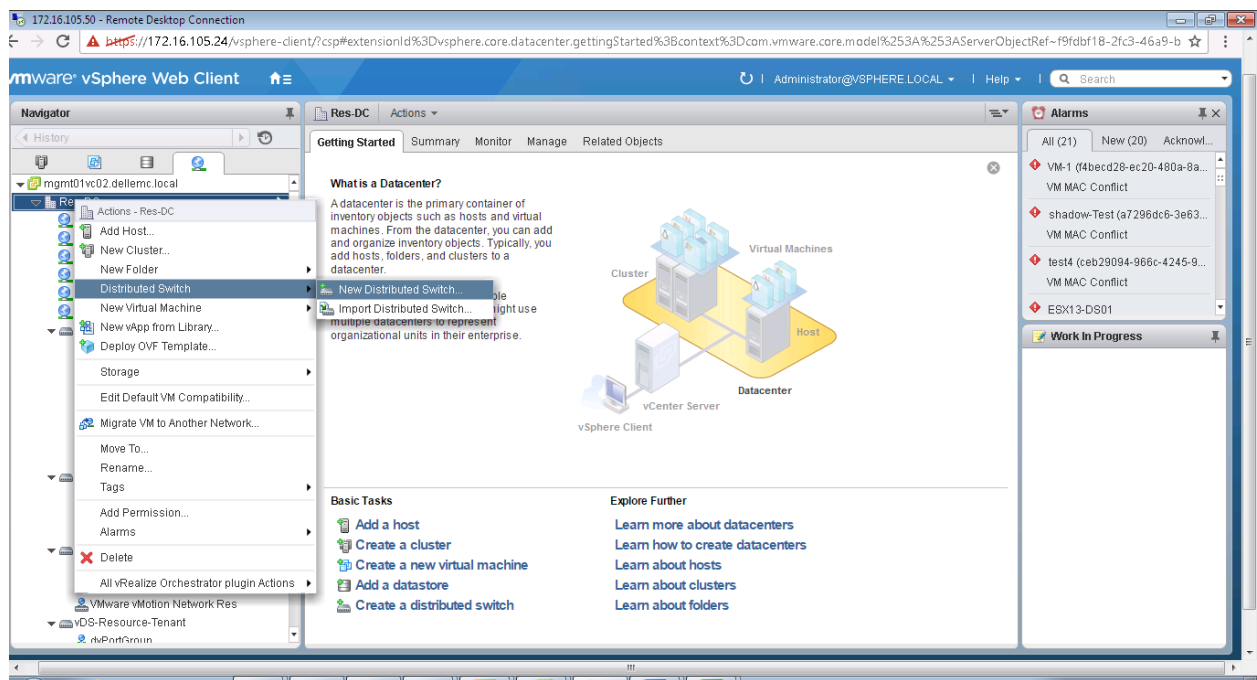 172.16.105.50 - Remote Desktop Connection
https://172.16.105.24/vsphere-client/?csp#extensionId%3Dvsphere.core.datacenter.gettingStarted%3Bcontext%3Dcom.vmware.core.model%253A%253AServerObjectRef~f9fdbf18-2fc3-46a9-b
vmware® vSphere Web Client
Administrator@VSPHERE.LOCAL
Help
Search
Navigator
History
mgmt01vc02.dellemc.local
Actions - Res-DC
Add Host...
New Cluster...
New Folder
Distributed Switch
New Virtual Machine
New vApp from Library...
Deploy OVF Template...
Storage
Edit Default VM Compatibility...
Migrate VM to Another Network...
Move To...
Rename...
Tags
Add Permission...
Alarms
Delete
All vRealize Orchestrator plugin Actions
VMware vMotion Network Res
vDS-Resource-Tenant
dvPortGroup
New Distributed Switch...
Import Distributed Switch...
Res-DC Actions
Getting Started Summary Monitor Manage Related Objects
What is a Datacenter?
A datacenter is the primary container of
inventory objects such as hosts and virtual
machines. From the datacenter, you can add
and organize inventory objects. Typically, you
add hosts, folders, and clusters to a
datacenter.
might use
multiple datacenters to represent
organizational units in their enterprise.
Virtual Machines
Cluster
Host
Datacenter
vCenter Server
vSphere Client
Basic Tasks
Add a host
Create a cluster
Create a new virtual machine
Add a datastore
Create a distributed switch
Explore Further
Learn more about datacenters
Learn how to create datacenters
Learn about hosts
Learn about clusters
Learn about folders
Alarms
All (21) New (20) Acknowl...
VM-1 (f4becd28-ec20-480a-8a...
VM MAC Conflict
shadow-Test (a7296dc6-3e63...
VM MAC Conflict
test4 (ceb29094-966c-4245-9...
VM MAC Conflict
ESX13-DS01
Work In Progress